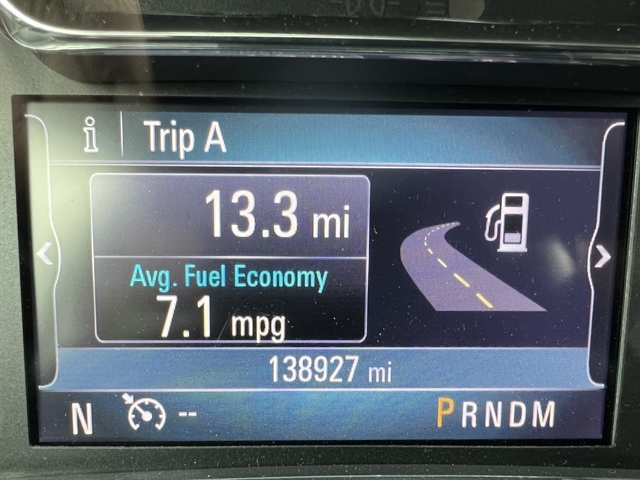 i Trip A
13.3 mi
Avg. Fuel Economy
7.1 mpg
138927 mi
N -- PRNDM